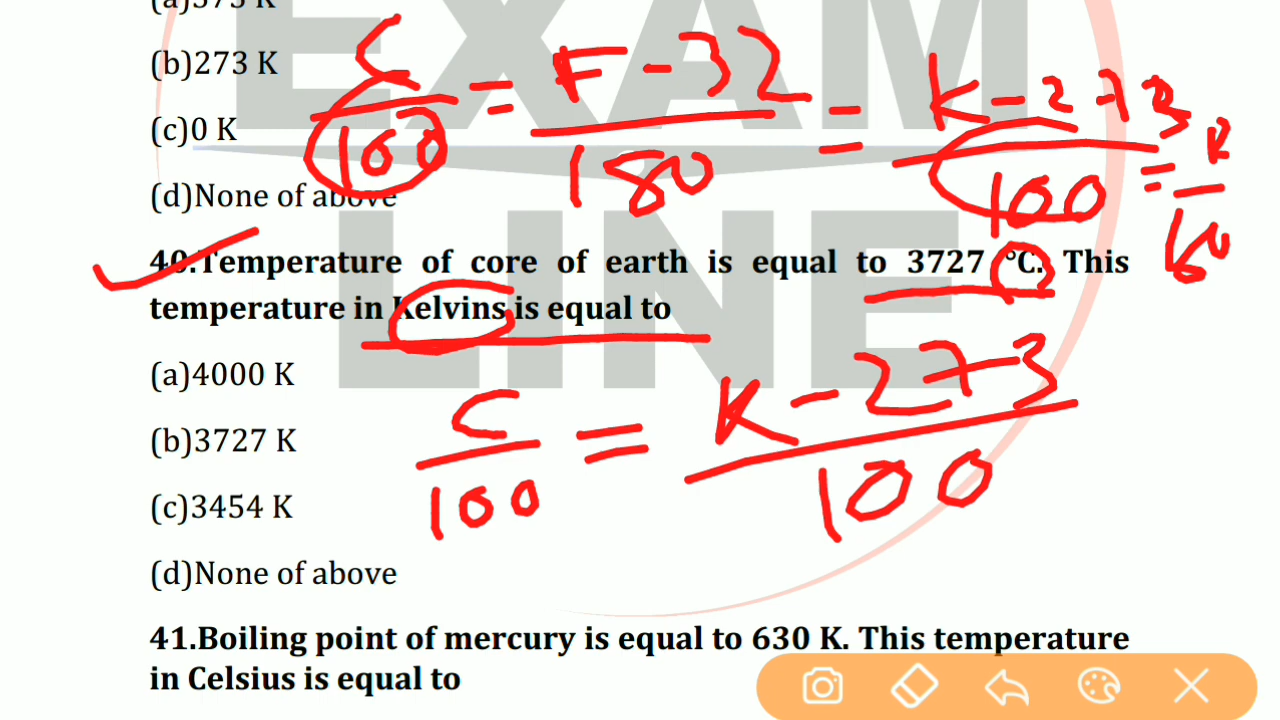 (a)373 K
(b)273 K
(c)0 K
(d)None of above
C/100 = F - 32/180 = K - 273/100 =
40.Temperature of core of earth is equal to 3727 °C. This
temperature in Kelvins is equal to
(a)4000 K
(b)3727 K
(c)3454 K
(d)None of above
C/100 = K - 273/100
41.Boiling point of mercury is equal to 630 K. This temperature
in Celsius is equal to
EXAM
LINE